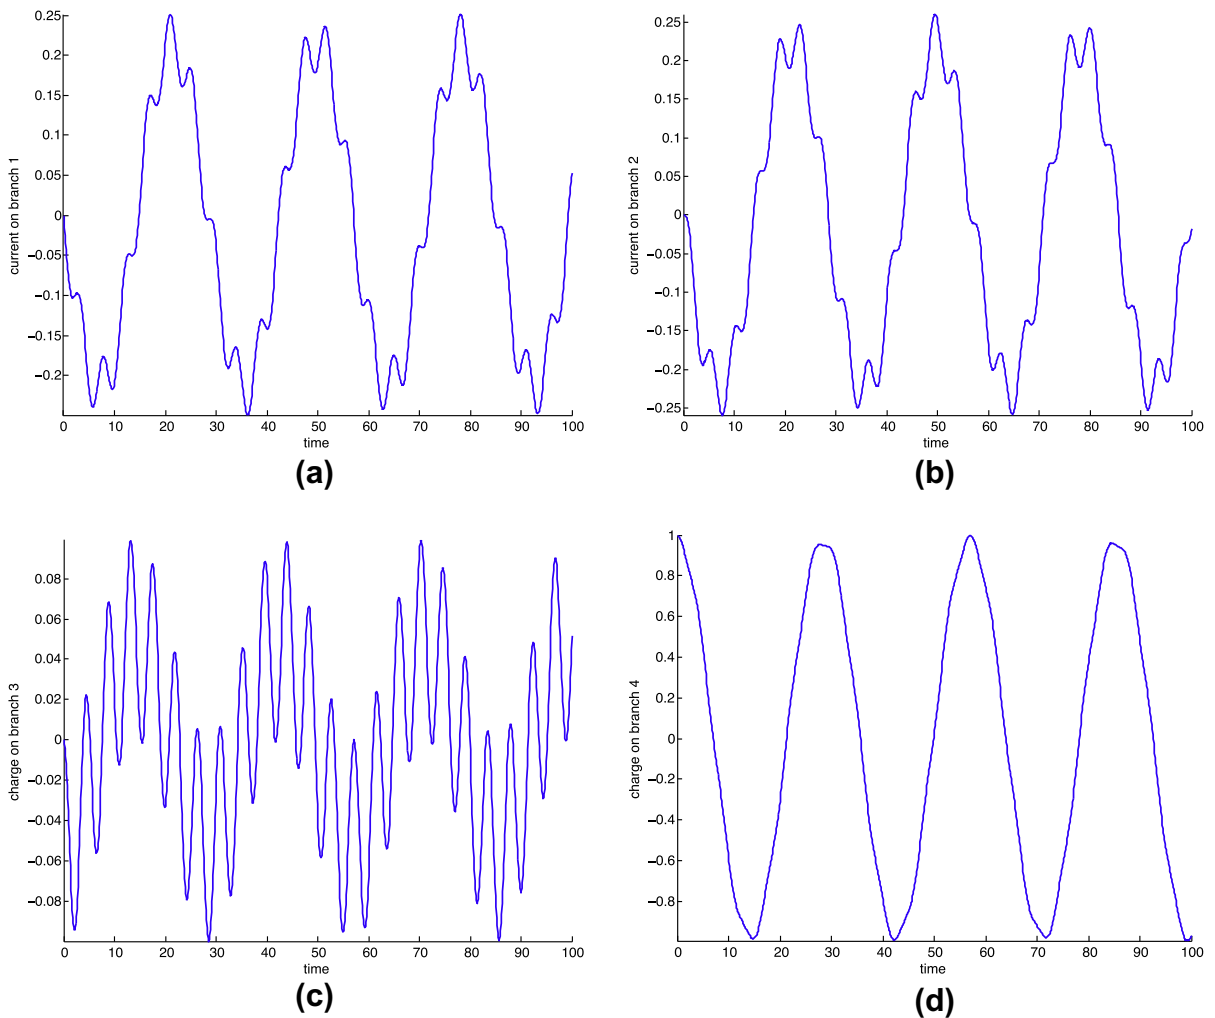 0.25
0.2
0.15
0.1
0.05
0
−0.05
−0.1
−0.15
−0.2
current on branch 1
0 10 20 30 40 50 60 70 80 90 100
time
(a)
0.25
0.2
0.15
0.1
0.05
0
−0.05
−0.1
−0.15
−0.2
−0.25
current on branch 2
0 10 20 30 40 50 60 70 80 90 100
time
(b)
0.08
0.06
0.04
0.02
0
−0.02
−0.04
−0.06
−0.08
charge on branch 3
0 10 20 30 40 50 60 70 80 90 100
time
(c)
1
0.8
0.6
0.4
0.2
0
−0.2
−0.4
−0.6
−0.8
charge on branch 4
0 10 20 30 40 50 60 70 80 90 100
time
(d)